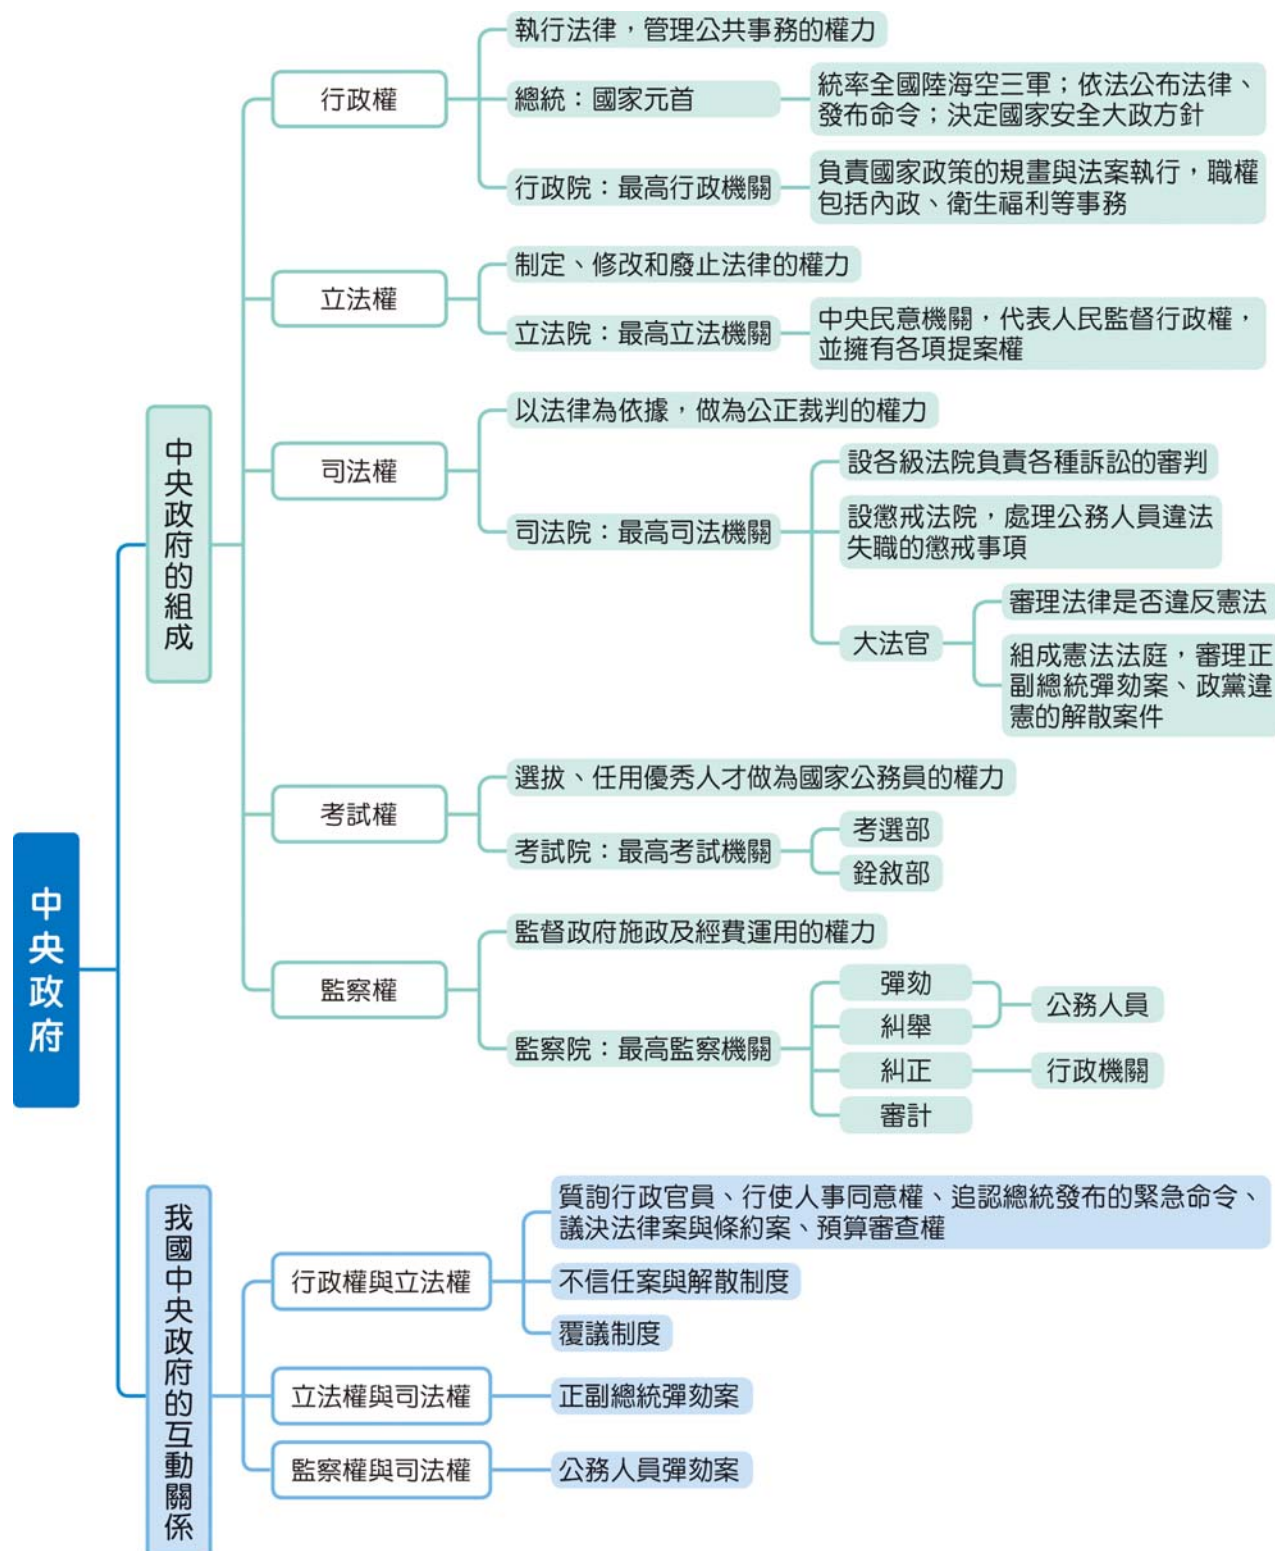 中央政府
中央政府的組成
行政權
執行法律，管理公共事務的權力
總統：國家元首
統率全國陸海空三軍；依法公布法律、
發布命令；決定國家安全大政方針
行政院：最高行政機關
負責國家政策的規畫與法案執行，職權
包括內政、衛生福利等事務
立法權
制定、修改和廢止法律的權力
立法院：最高立法機關
中央民意機關，代表人民監督行政權，
並擁有各項提案權
司法權
以法律為依據，做為公正裁判的權力
司法院：最高司法機關
設各級法院負責各種訴訟的審判
設懲戒法院，處理公務人員違法
失職的懲戒事項
大法官
審理法律是否違反憲法
組成憲法法庭，審理正
副總統彈劾案、政黨違
憲的解散案件
考試權
選拔、任用優秀人才做為國家公務員的權力
考試院：最高考試機關
考選部
銓敘部
監察權
監督政府施政及經費運用的權力
監察院：最高監察機關
彈劾
糾舉
公務人員
糾正
行政機關
審計
我國中央政府的互動關係
行政權與立法權
質詢行政官員、行使人事同意權、追認總統發布的緊急命令、
議決法律案與條約案、預算審查權
不信任案與解散制度
覆議制度
立法權與司法權
正副總統彈劾案
監察權與司法權
公務人員彈劾案